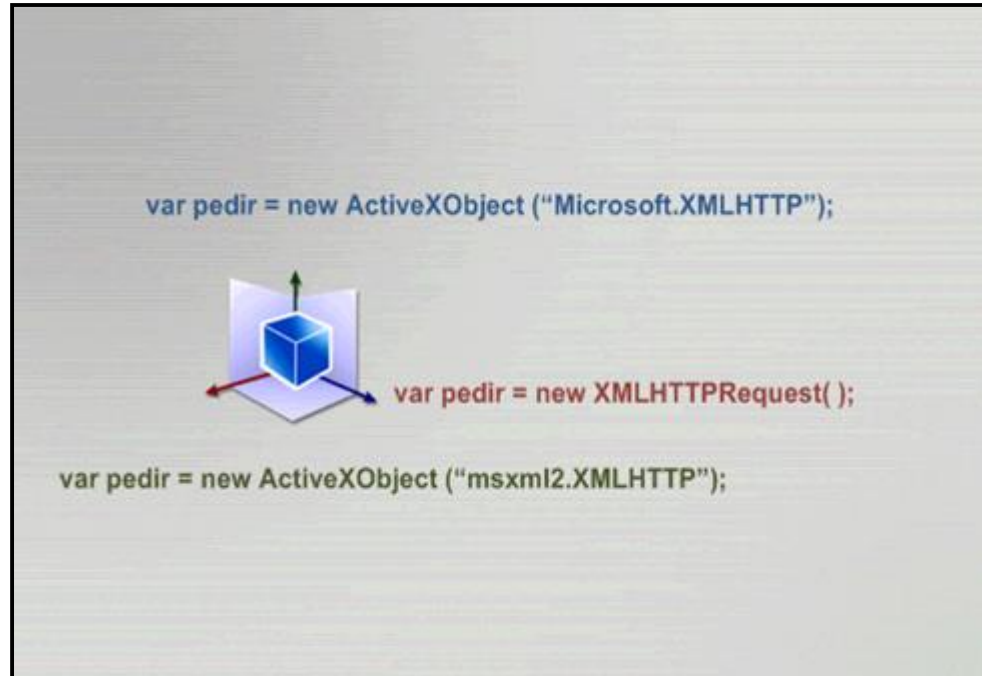 var pedir = new ActiveXObject (“Microsoft.XMLHTTP”);
var pedir = new XMLHTTPRequest( );
var pedir = new ActiveXObject (“msxml2.XMLHTTP”);